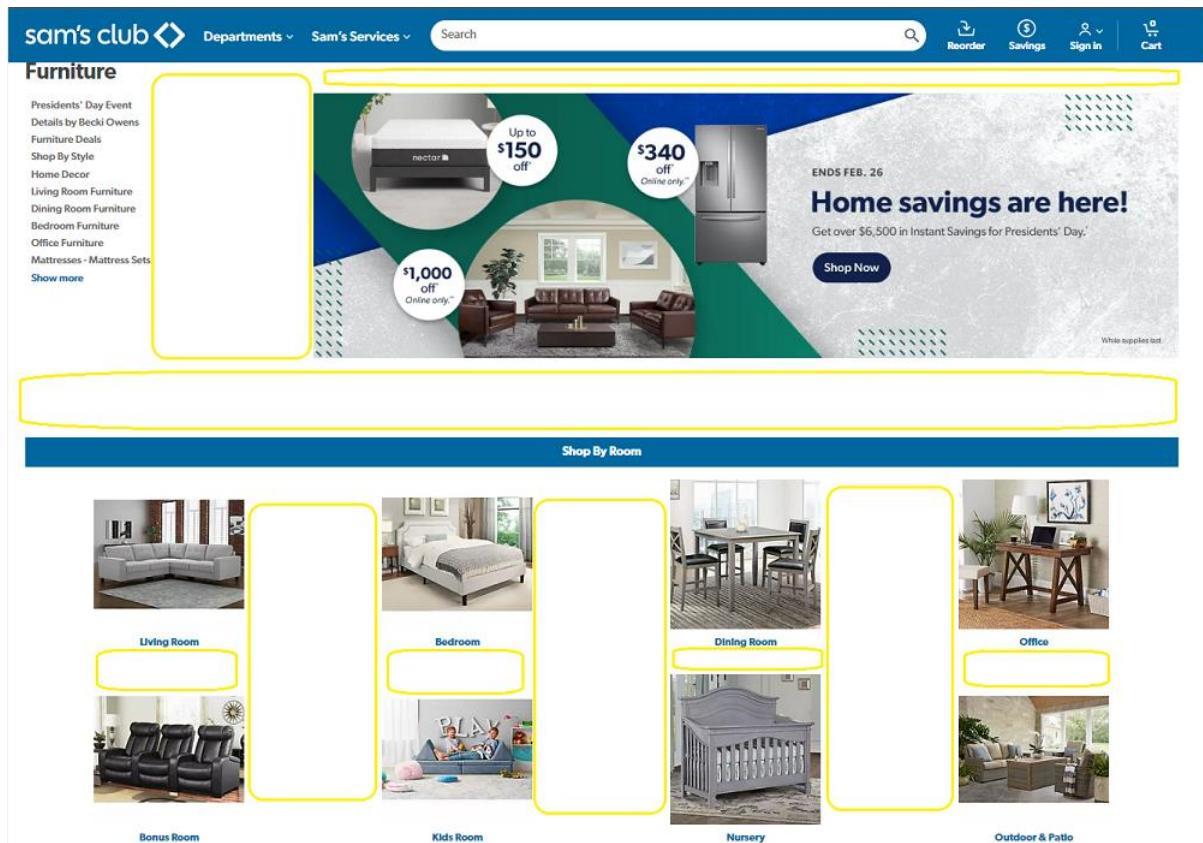 sam's club
Departments
Sam's Services
Search
Reorder
Savings
Sign in
0
Cart
Furniture
Presidents' Day Event
Details by Becki Owens
Furniture Deals
Shop By Style
Home Decor
Living Room Furniture
Dining Room Furniture
Bedroom Furniture
Office Furniture
Mattresses - Mattress Sets
Show more
nectar
Up to
$150
off*
$340
off*
Online only.**
$1,000
off*
Online only.**
ENDS FEB. 26
Home savings are here!
Get over $6,500 in Instant Savings for Presidents' Day.*
Shop Now
While supplies last
Shop By Room
Living Room
Bedroom
Dining Room
Office
Bonus Room
Kids Room
Nursery
Outdoor & Patio